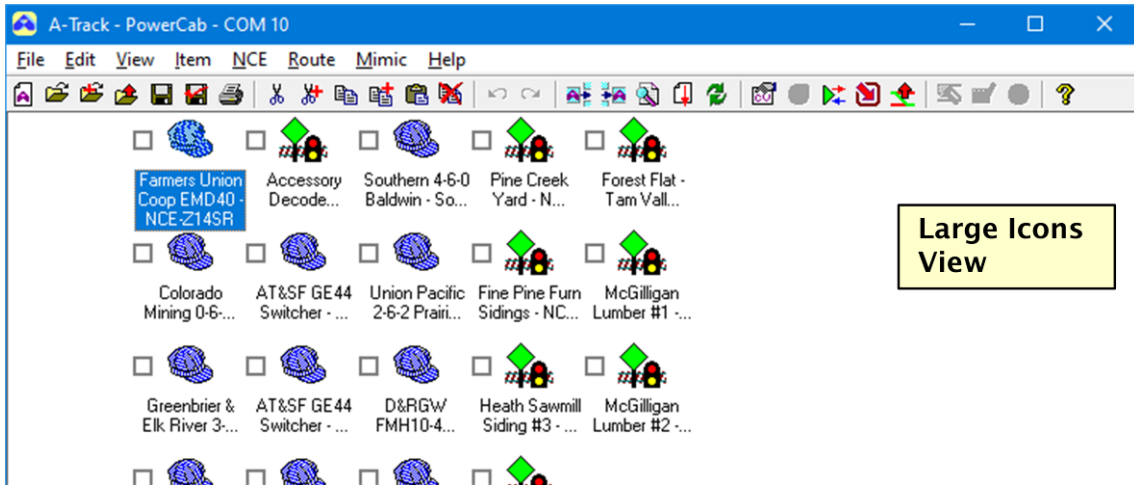 A-Track - PowerCab - COM 10
File Edit View Item NCE Route Mimic Help
Farmers Union Accessory Southern 4-6-0 Pine Creek Forest Flat -
Coop EMD40 - Decode... Baldwin - So... Yard - N... Tam Vall...
NCE-Z14SR
Large Icons
View
Colorado AT&SF GE44 Union Pacific Fine Pine Furn McGilligan
Mining 0-6-... Switcher - ... 2-6-2 Prairi... Sidings - NC... Lumber #1 -...
Greenbrier & AT&SF GE44 D&RGW Heath Sawmill McGilligan
Elk River 3-... Switcher - ... FMH10-4... Siding #3 - ... Lumber #2 -...